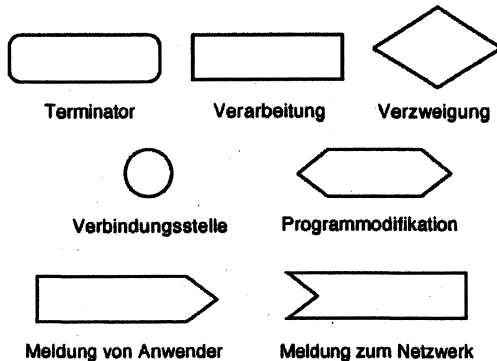 Terminator
Verarbeitung
Verzweigung
Verbindungsstelle
Programmodifikation
Meldung von Anwender
Meldung zum Netzwerk